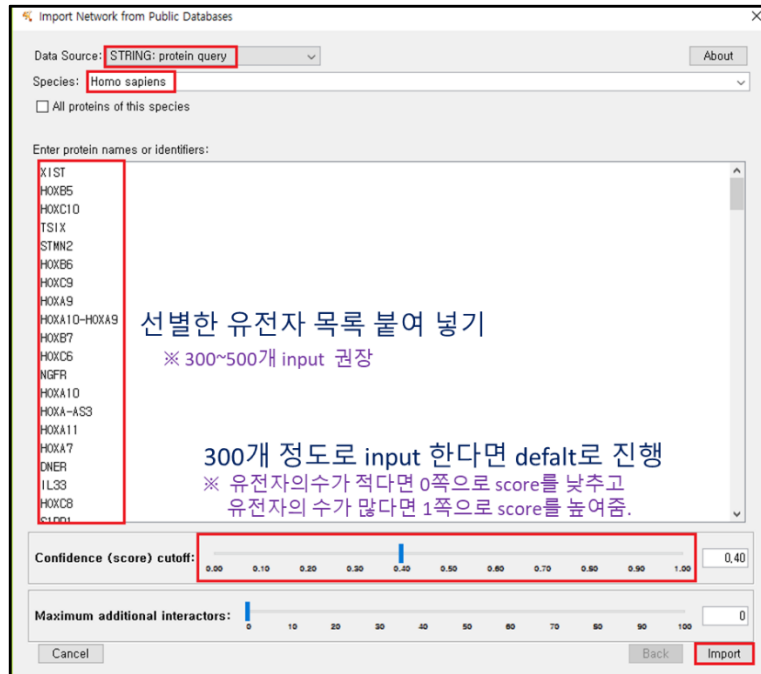 Import Network from Public Databases
Data Source: STRING: protein query
About
Species: Homo sapiens
All proteins of this species
Enter protein names or identifiers:
XIST
HOXB5
HOXC10
TSIX
STMN2
HOXB6
HOXC9
HOXA9
HOXA10-HOXA9
HOXB7
HOXC6
NGFR
HOXA10
HOXA-AS3
HOXA11
HOXA7
DNER
IL33
HOXC8
S1PR1
선별한 유전자 목록 붙여 넣기
※ 300~500개 input 권장
300개 정도로 input 한다면 defalt로 진행
※ 유전자의수가 적다면 0쪽으로 score를 낮추고
유전자의 수가 많다면 1쪽으로 score를 높여줌.
Confidence (score) cutoff:
0.00 0.10 0.20 0.30 0.40 0.50 0.60 0.70 0.80 0.90 1.00
0.40
Maximum additional interactors:
0 10 20 30 40 50 60 70 80 90 100
0
Cancel
Back
Import